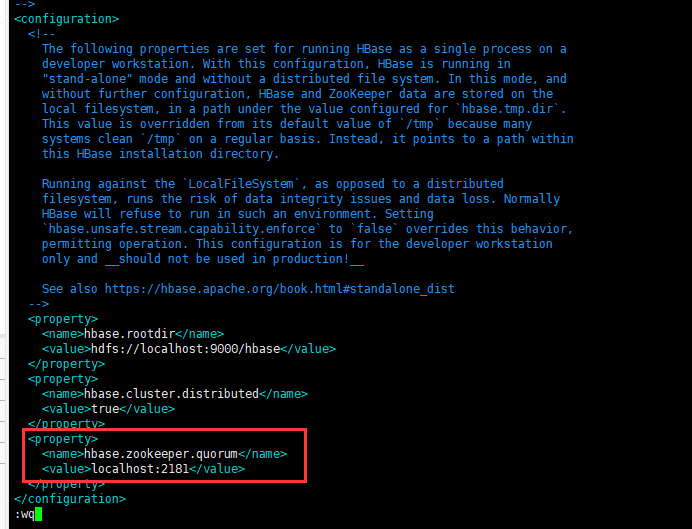 -->
<configuration>
<!--
The following properties are set for running HBase as a single process on a
developer workstation. With this configuration, HBase is running in
"stand-alone" mode and without a distributed file system. In this mode, and
without further configuration, HBase and ZooKeeper data are stored on the
local filesystem, in a path under the value configured for `hbase.tmp.dir`.
This value is overridden from its default value of `/tmp` because many
systems clean `/tmp` on a regular basis. Instead, it points to a path within
this HBase installation directory.

Running against the `LocalFileSystem`, as opposed to a distributed
filesystem, runs the risk of data integrity issues and data loss. Normally
HBase will refuse to run in such an environment. Setting
`hbase.unsafe.stream.capability.enforce` to `false` overrides this behavior,
permitting operation. This configuration is for the developer workstation
only and __should not be used in production!__

See also https://hbase.apache.org/book.html#standalone_dist
-->
<property>
<name>hbase.rootdir</name>
<value>hdfs://localhost:9000/hbase</value>
</property>
<property>
<name>hbase.cluster.distributed</name>
<value>true</value>
</property>
<property>
<name>hbase.zookeeper.quorum</name>
<value>localhost:2181</value>
</property>
</configuration>
:wq